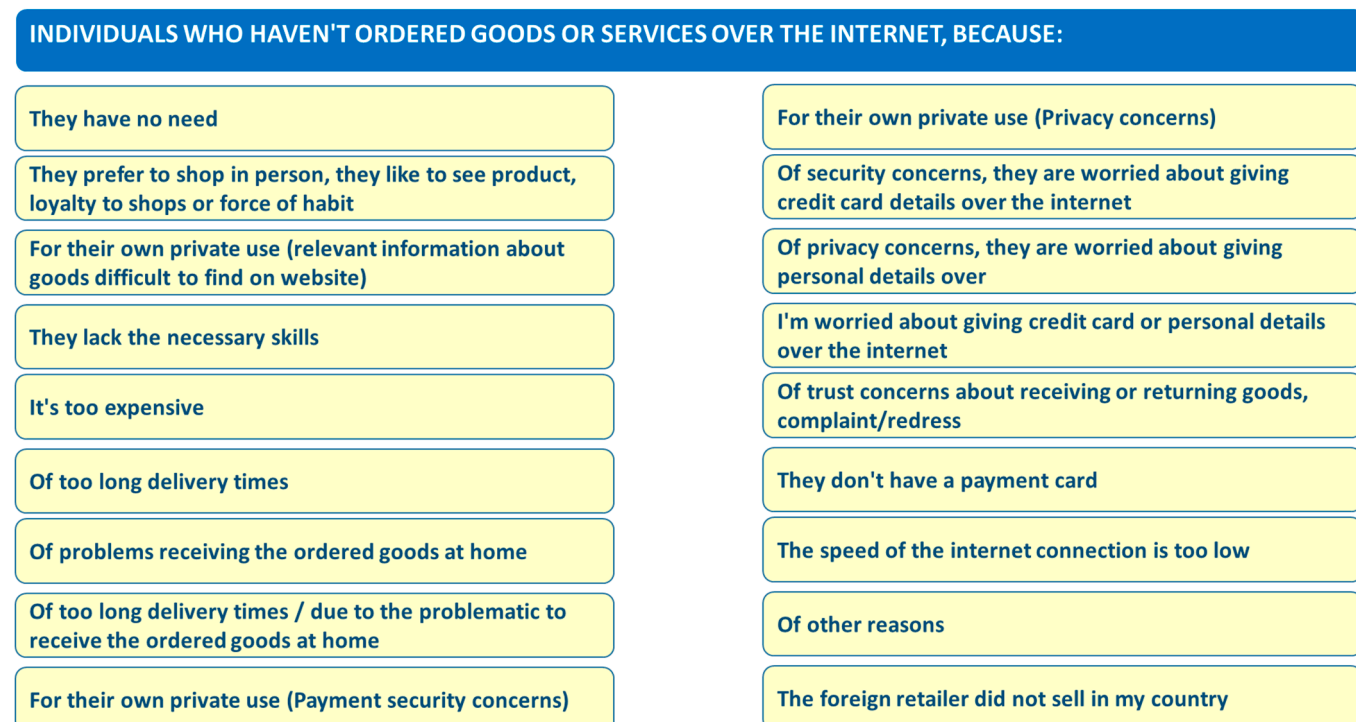 INDIVIDUALS WHO HAVEN'T ORDERED GOODS OR SERVICES OVER THE INTERNET, BECAUSE:
They have no need
They prefer to shop in person, they like to see product,
loyalty to shops or force of habit
For their own private use (relevant information about
goods difficult to find on website)
They lack the necessary skills
It's too expensive
Of too long delivery times
Of problems receiving the ordered goods at home
Of too long delivery times / due to the problematic to
receive the ordered goods at home
For their own private use (Payment security concerns)
For their own private use (Privacy concerns)
Of security concerns, they are worried about giving
credit card details over the internet
Of privacy concerns, they are worried about giving
personal details over
I'm worried about giving credit card or personal details
over the internet
Of trust concerns about receiving or returning goods,
complaint/redress
They don't have a payment card
The speed of the internet connection is too low
Of other reasons
The foreign retailer did not sell in my country